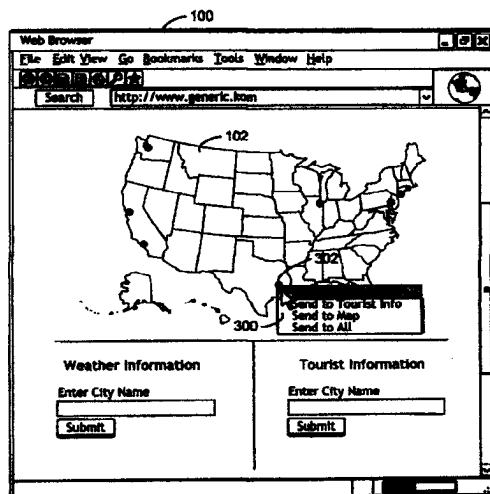 100
Web Browser
File Edit View Go Bookmarks Tools Window Help
Search http://www.generic.kom
102
302
Send to Tourist Info
Send to Map
Send to All
300
Weather Information Tourist Information
Enter City Name Enter City Name
Submit Submit